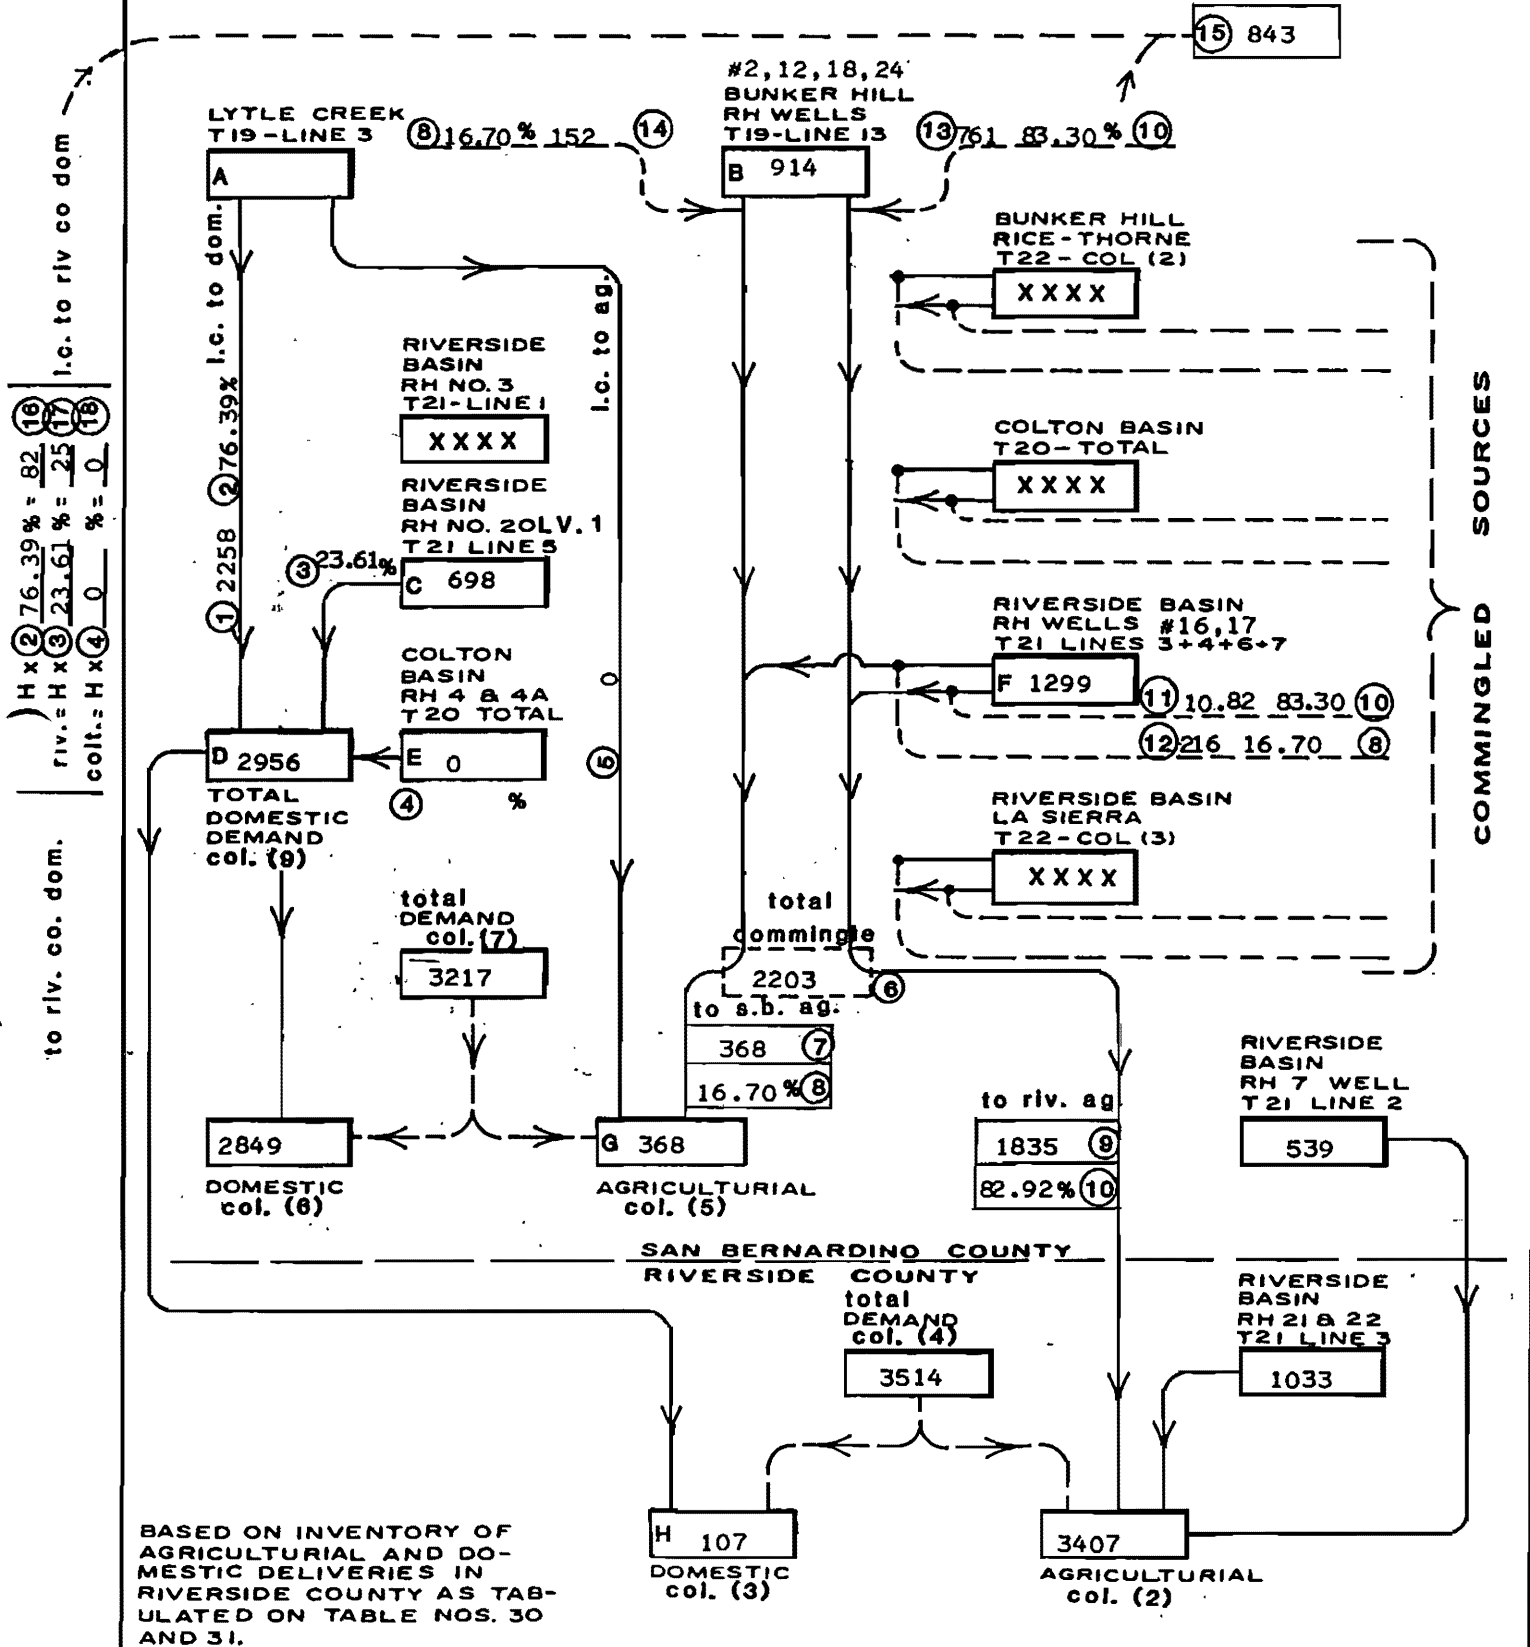 15 843
#2,12,18,24
BUNKER HILL
RH WELLS
T19-LINE 13
B 914
LYTLE CREEK
T19-LINE 3
A
8 16.70 % 152 14
13 761 83.30 % 10
l.c. to riv co dom
) H x 2 76.39 % = 82 16
riv. = H x 3 23.61 % = 25 17
colt. = H x 4 0 % = 0 18
to riv. co. dom.
l.c. to dom.
2 76.39%
1 2258
l.c. to ag.
0
5
BUNKER HILL
RICE-THORNE
T22-COL (2)
XXXX
RIVERSIDE
BASIN
RH NO. 3
T21-LINE 1
XXXX
COLTON BASIN
T20-TOTAL
XXXX
RIVERSIDE
BASIN
RH NO. 20LV. 1
T21 LINE 5
C 698
3 23.61%
RIVERSIDE BASIN
RH WELLS #16,17
T21 LINES 3+4+6+7
F 1299
11 10.82 83.30 10
12 216 16.70 8
COLTON
BASIN
RH 4 & 4A
T20 TOTAL
E 0
4 %
D 2956
TOTAL
DOMESTIC
DEMAND
col. (9)
RIVERSIDE BASIN
LA SIERRA
T22-COL (3)
XXXX
COMMINGLED SOURCES
total
DEMAND
col. (7)
3217
total
commingle
2203 6
to s.b. ag.
368 7
16.70 % 8
2849
DOMESTIC
col. (6)
G 368
AGRICULTURIAL
col. (5)
to riv. ag
1835 9
82.92% 10
RIVERSIDE
BASIN
RH 7 WELL
T21 LINE 2
539
SAN BERNARDINO COUNTY
RIVERSIDE COUNTY
total
DEMAND
col. (4)
3514
RIVERSIDE
BASIN
RH 21 & 22
T21 LINE 3
1033
H 107
DOMESTIC
col. (3)
3407
AGRICULTURIAL
col. (2)
BASED ON INVENTORY OF
AGRICULTURIAL AND DO-
MESTIC DELIVERIES IN
RIVERSIDE COUNTY AS TAB-
ULATED ON TABLE NOS. 30
AND 31.